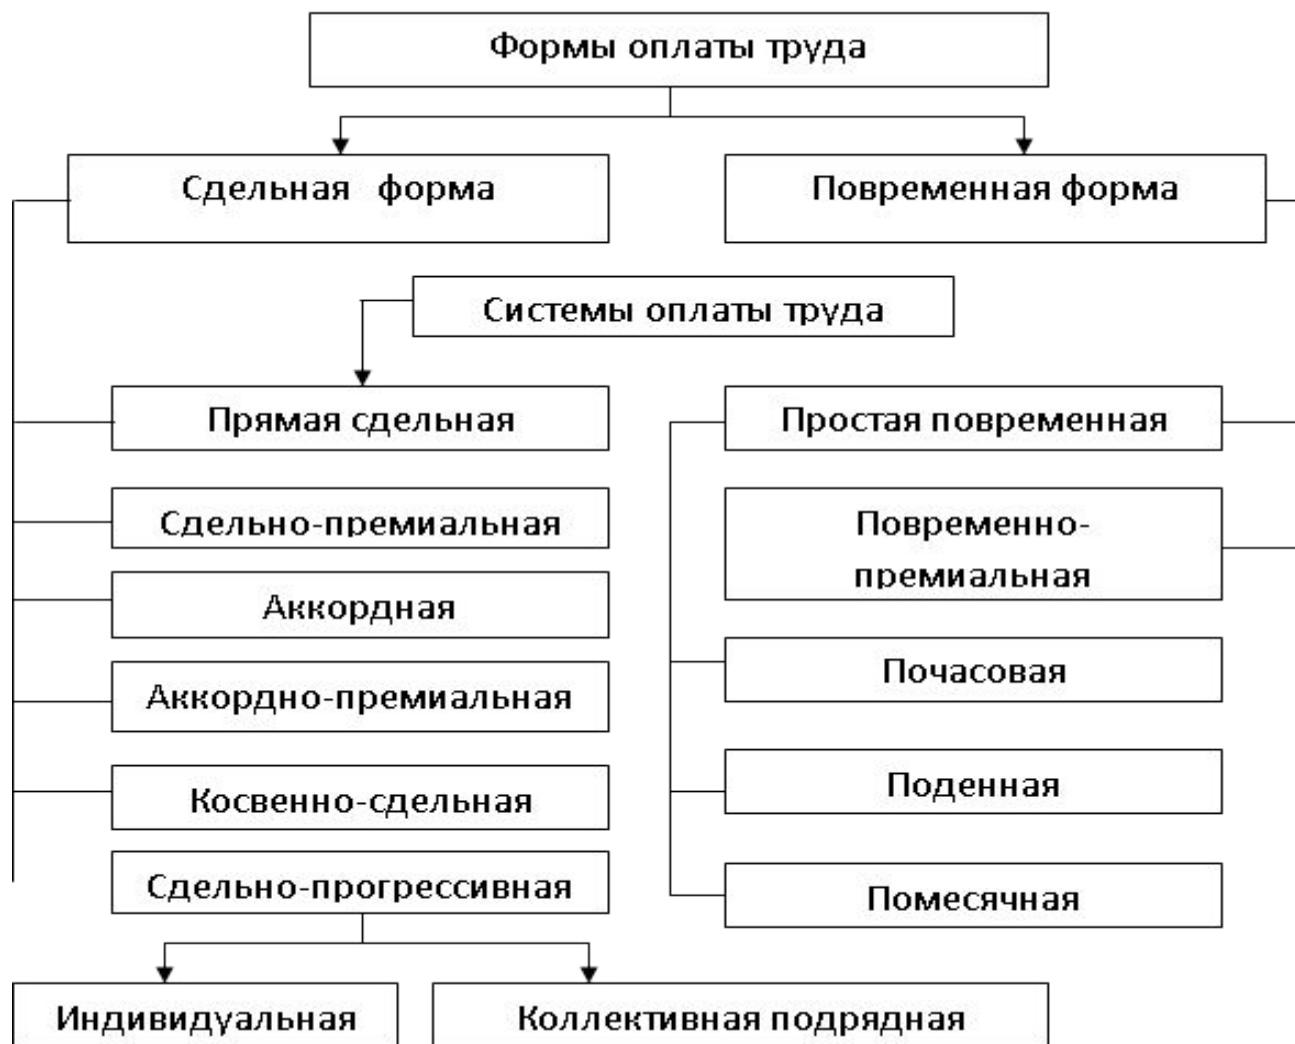 Формы оплаты труда
Сдельная форма
Повременная форма
Системы оплаты труда
Прямая сдельная
Простая повременная
Сдельно-премиальная
Повременно-
премиальная
Аккордная
Почасовая
Аккордно-премиальная
Поденная
Косвенно-сдельная
Сдельно-прогрессивная
Помесячная
Индивидуальная
Коллективная подрядная